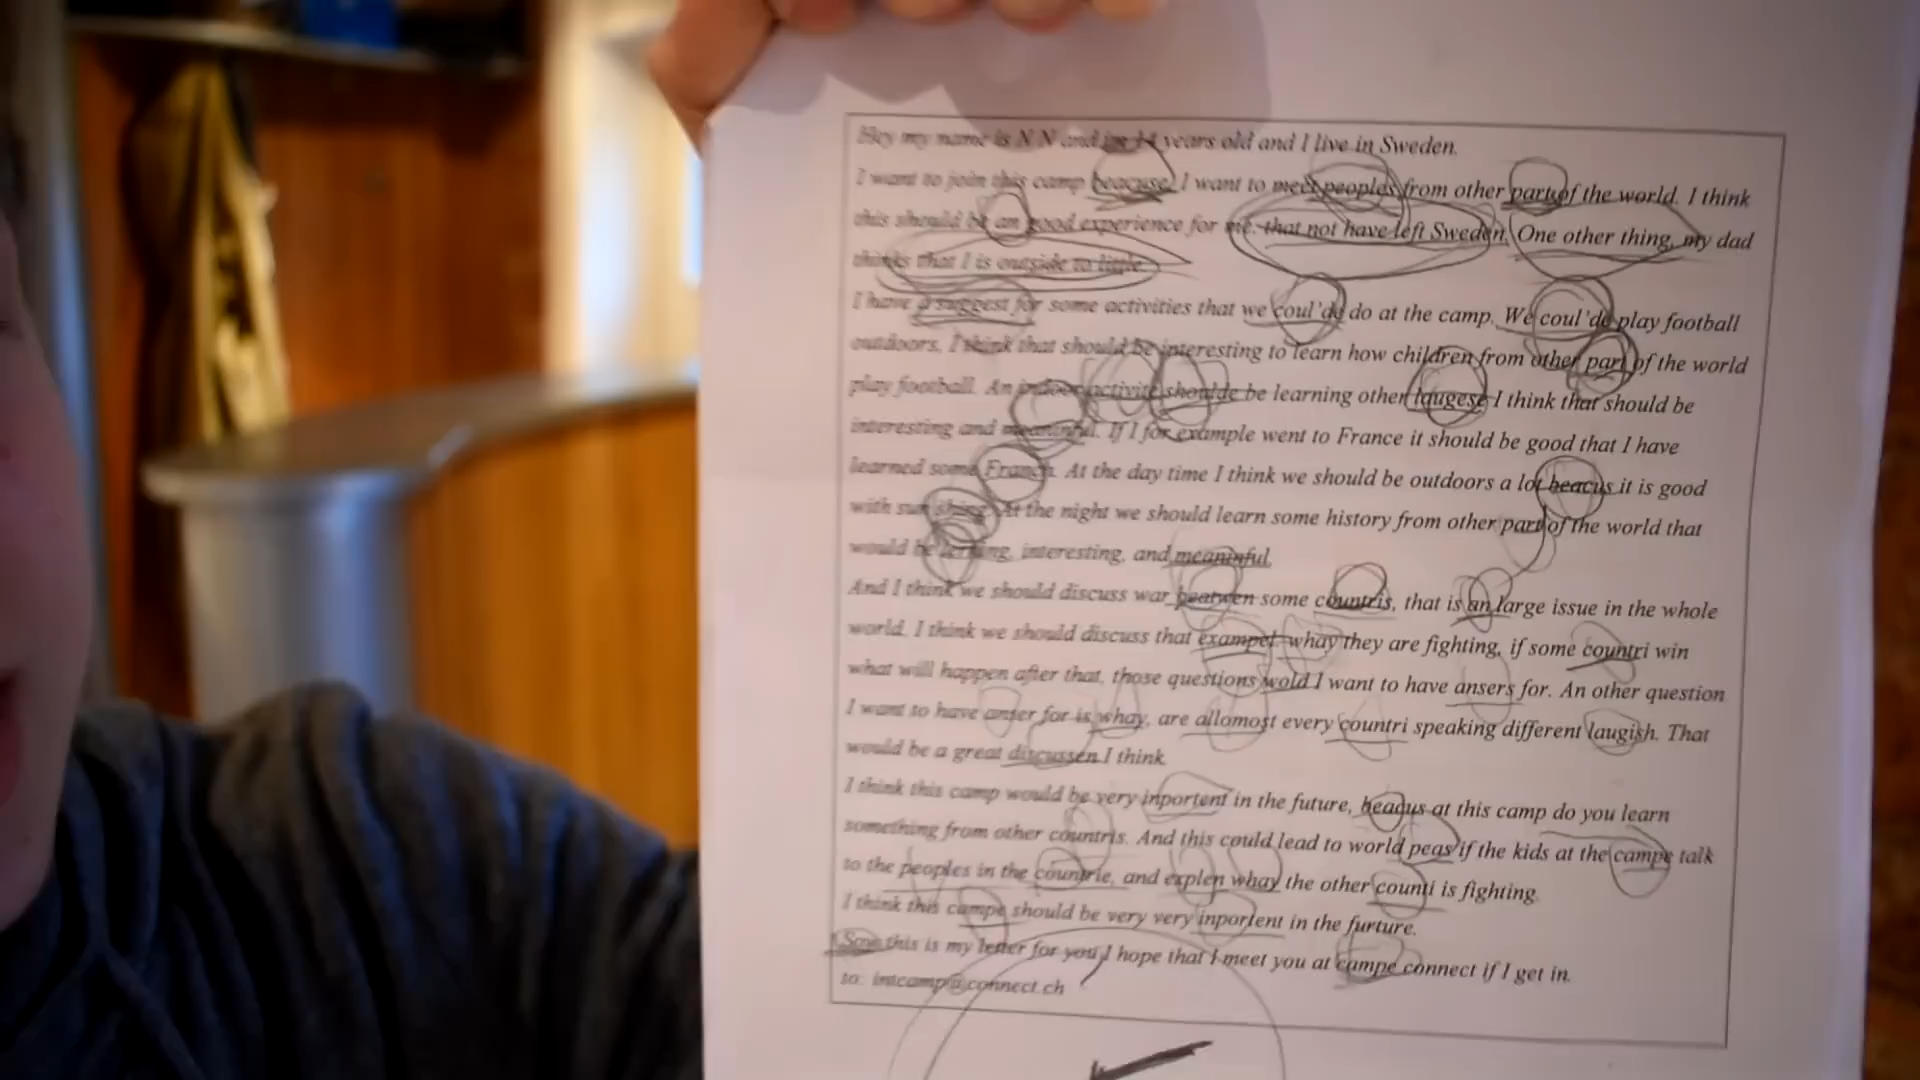 Hey my name is N N and im 14 years old and I live in Sweden.
I want to join this camp beacuse, I want to meet peoples from other part of the world. I think
this should be an good experience for me, that not have left Sweden. One other thing, my dad
thinks that I is outside to little.
I have a suggest for some activities that we coul'de do at the camp. We coul'de play football
outdoors, I think that should be interesting to learn how children from other part of the world
play football. An indoor activite shoulde be learning other laugese I think that should be
interesting and meaninful. If I for example went to France it should be good that I have
learned some Franch. At the day time I think we should be outdoors a lot beacus it is good
with sun shing. At the night we should learn some history from other part of the world that
would be lerning, interesting, and meaninful.
And I think we should discuss war beatwen some countris, that is an large issue in the whole
world. I think we should discuss that exampel: whay they are fighting, if some countri win
what will happen after that, those questions wold I want to have ansers for. An other question
I want to have anser for is whay, are allomost every countri speaking different laugish. That
would be a great discussen I think.
I think this camp would be very inportent in the future, beacus at this camp do you learn
something from other countris. And this could lead to world peas if the kids at the campe talk
to the peoples in the countrie, and explen whay the other counti is fighting.
I think this campe should be very very inportent in the furture.
Sow this is my letter for you I hope that I meet you at campe connect if I get in.
to: intcamp@connect.ch